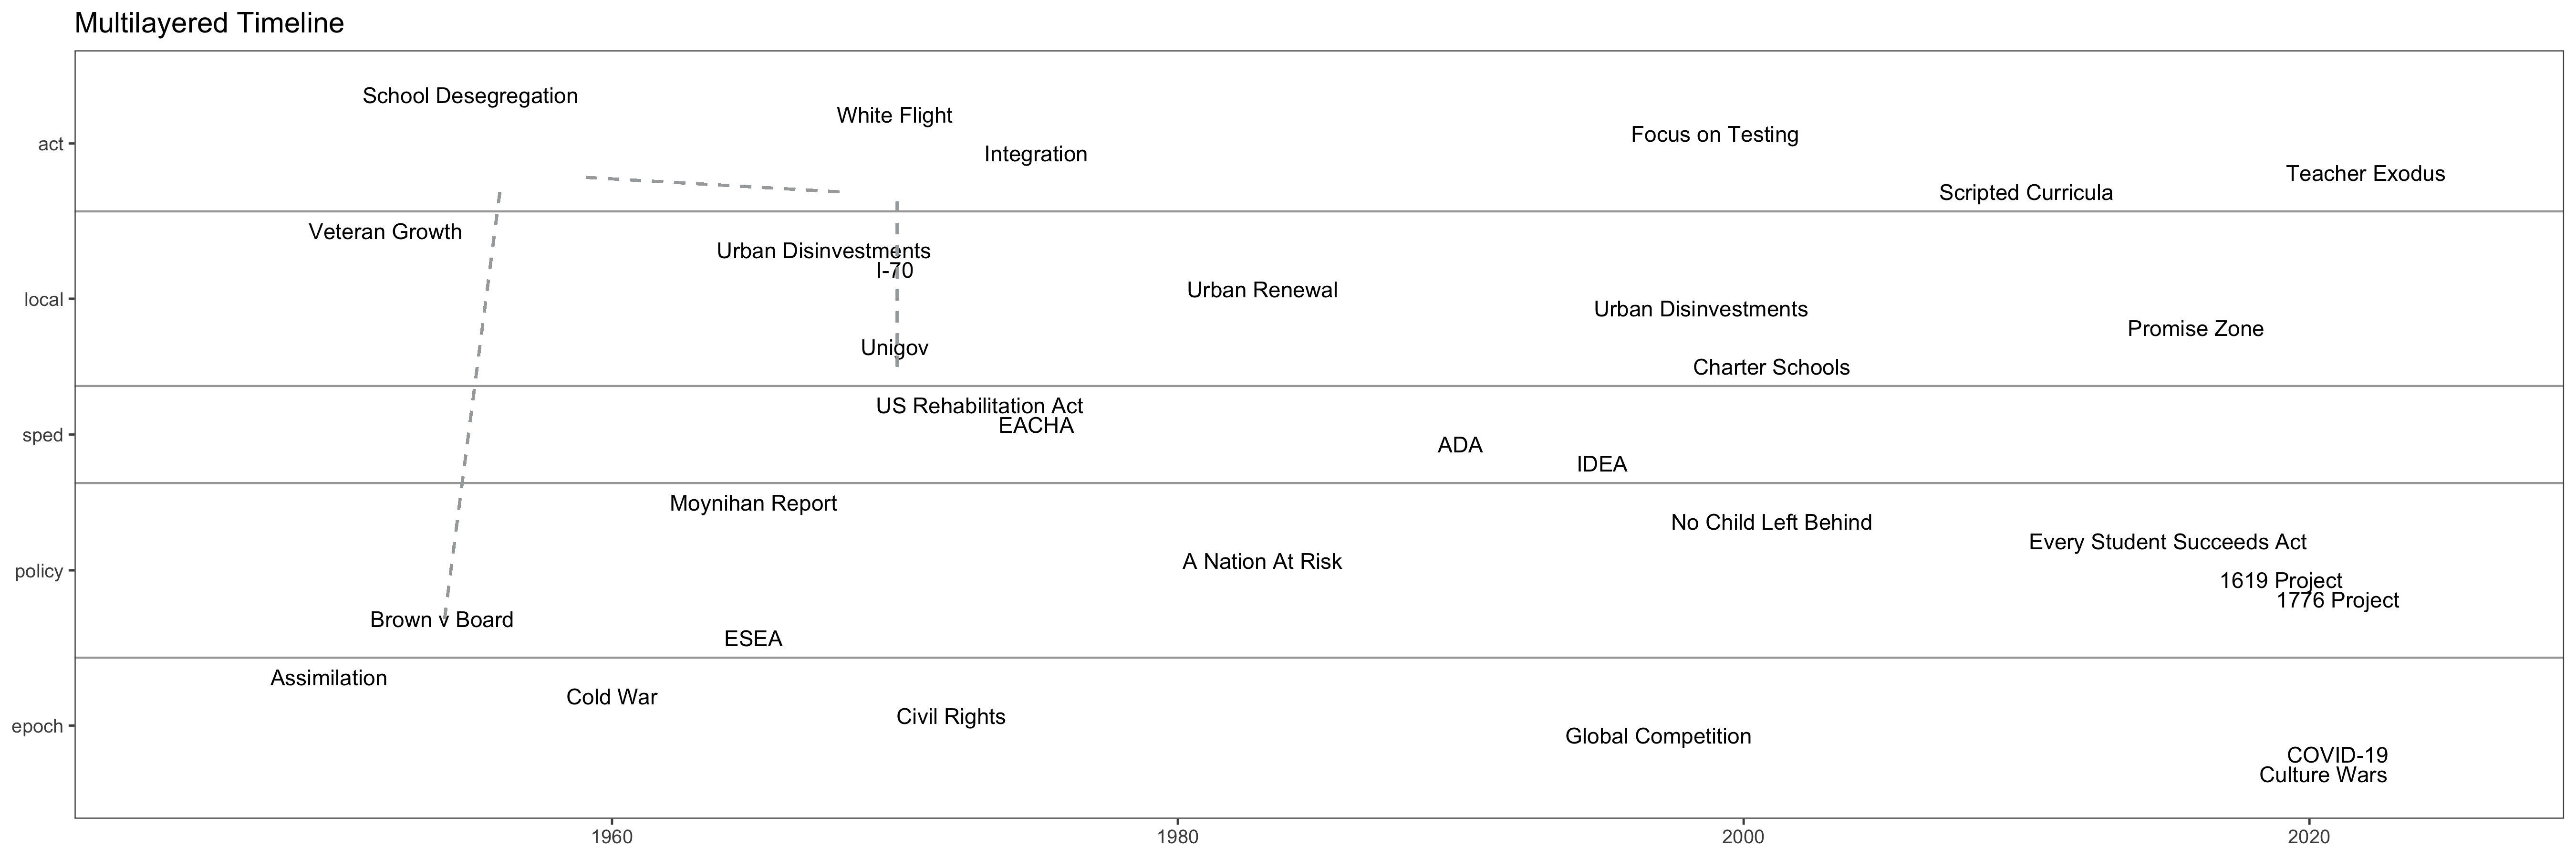 Multilayered Timeline
School Desegregation
White Flight
Focus on Testing
act
Integration
Teacher Exodus
Scripted Curricula
Veteran Growth
Urban Disinvestments
I-70
Urban Renewal
local
Urban Disinvestments
Promise Zone
Unigov
Charter Schools
US Rehabilitation Act
EACHA
sped
ADA
IDEA
Moynihan Report
No Child Left Behind
Every Student Succeeds Act
A Nation At Risk
policy
1619 Project
1776 Project
Brown v Board
ESEA
Assimilation
Cold War
Civil Rights
epoch
Global Competition
COVID-19
Culture Wars
1960 1980 2000 2020